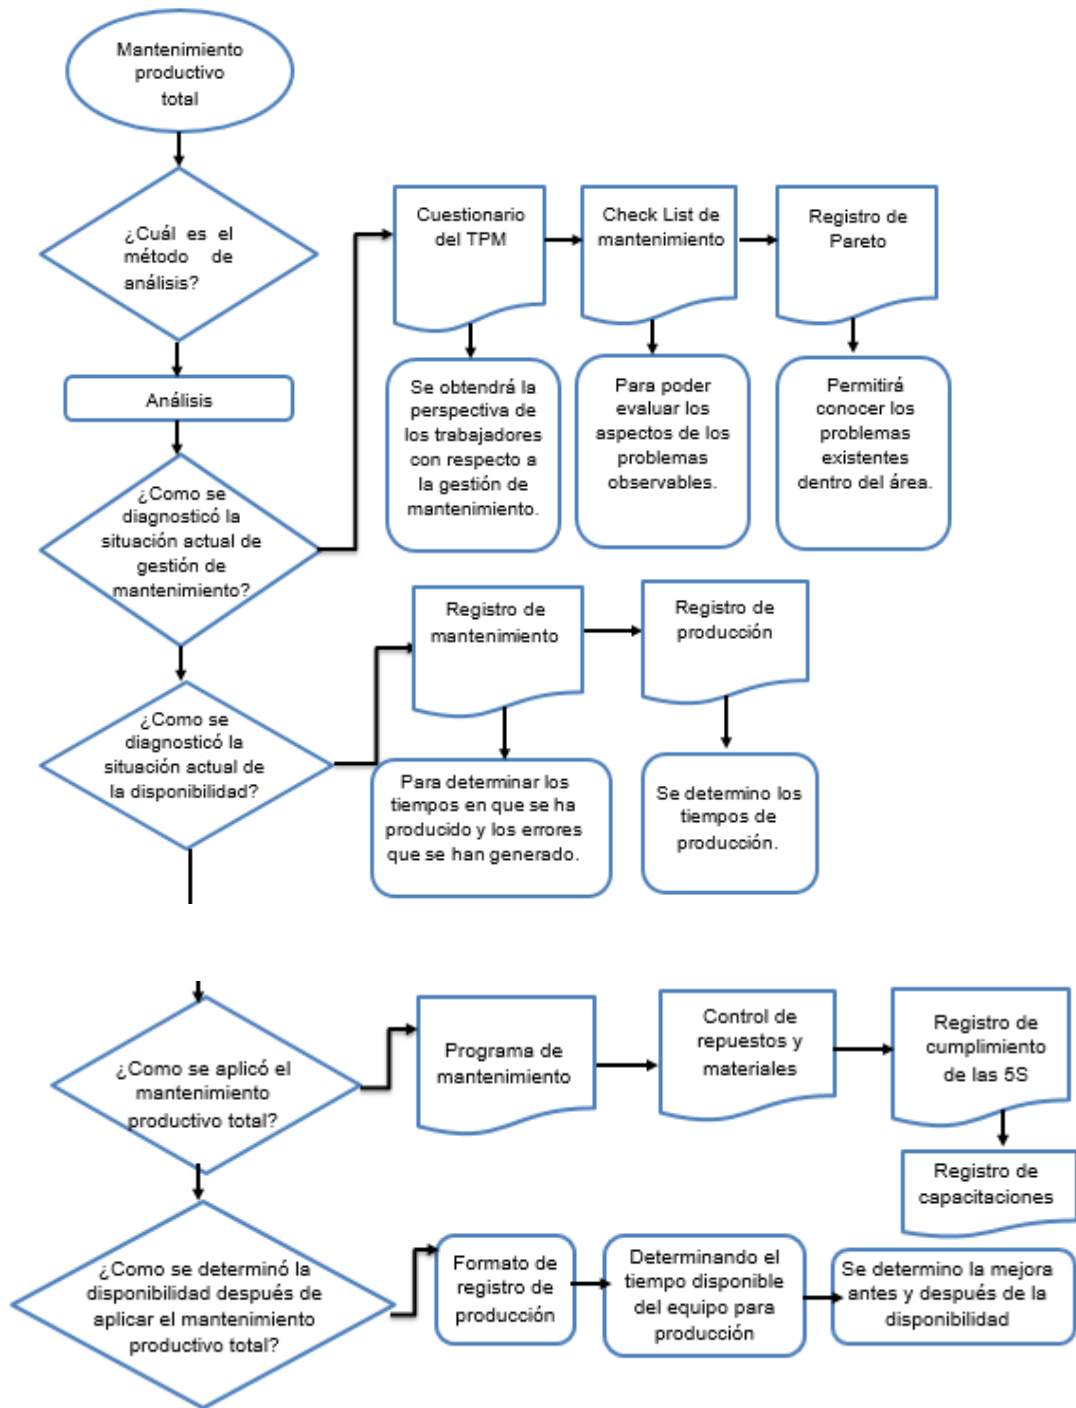 Mantenimiento
productivo
total
¿Cuál es el
método de
análisis?
Análisis
¿Como se
diagnosticó la
situación actual de
gestión de
mantenimiento?
Cuestionario
del TPM
Check List de
mantenimiento
Registro de
Pareto
Se obtendrá la
perspectiva de
los trabajadores
con respecto a
la gestión de
mantenimiento.
Para poder
evaluar los
aspectos de los
problemas
observables.
Permitirá
conocer los
problemas
existentes
dentro del área.
¿Como se
diagnosticó la
situación actual de
la disponibilidad?
Registro de
mantenimiento
Registro de
producción
Para determinar los
tiempos en que se ha
producido y los errores
que se han generado.
Se determino los
tiempos de
producción.
¿Como se aplicó el
mantenimiento
productivo total?
Programa de
mantenimiento
Control de
repuestos y
materiales
Registro de
cumplimiento
de las 5S
Registro de
capacitaciones
¿Como se determinó la
disponibilidad después de
aplicar el mantenimiento
productivo total?
Formato de
registro de
producción
Determinando el
tiempo disponible
del equipo para
producción
Se determino la mejora
antes y después de la
disponibilidad